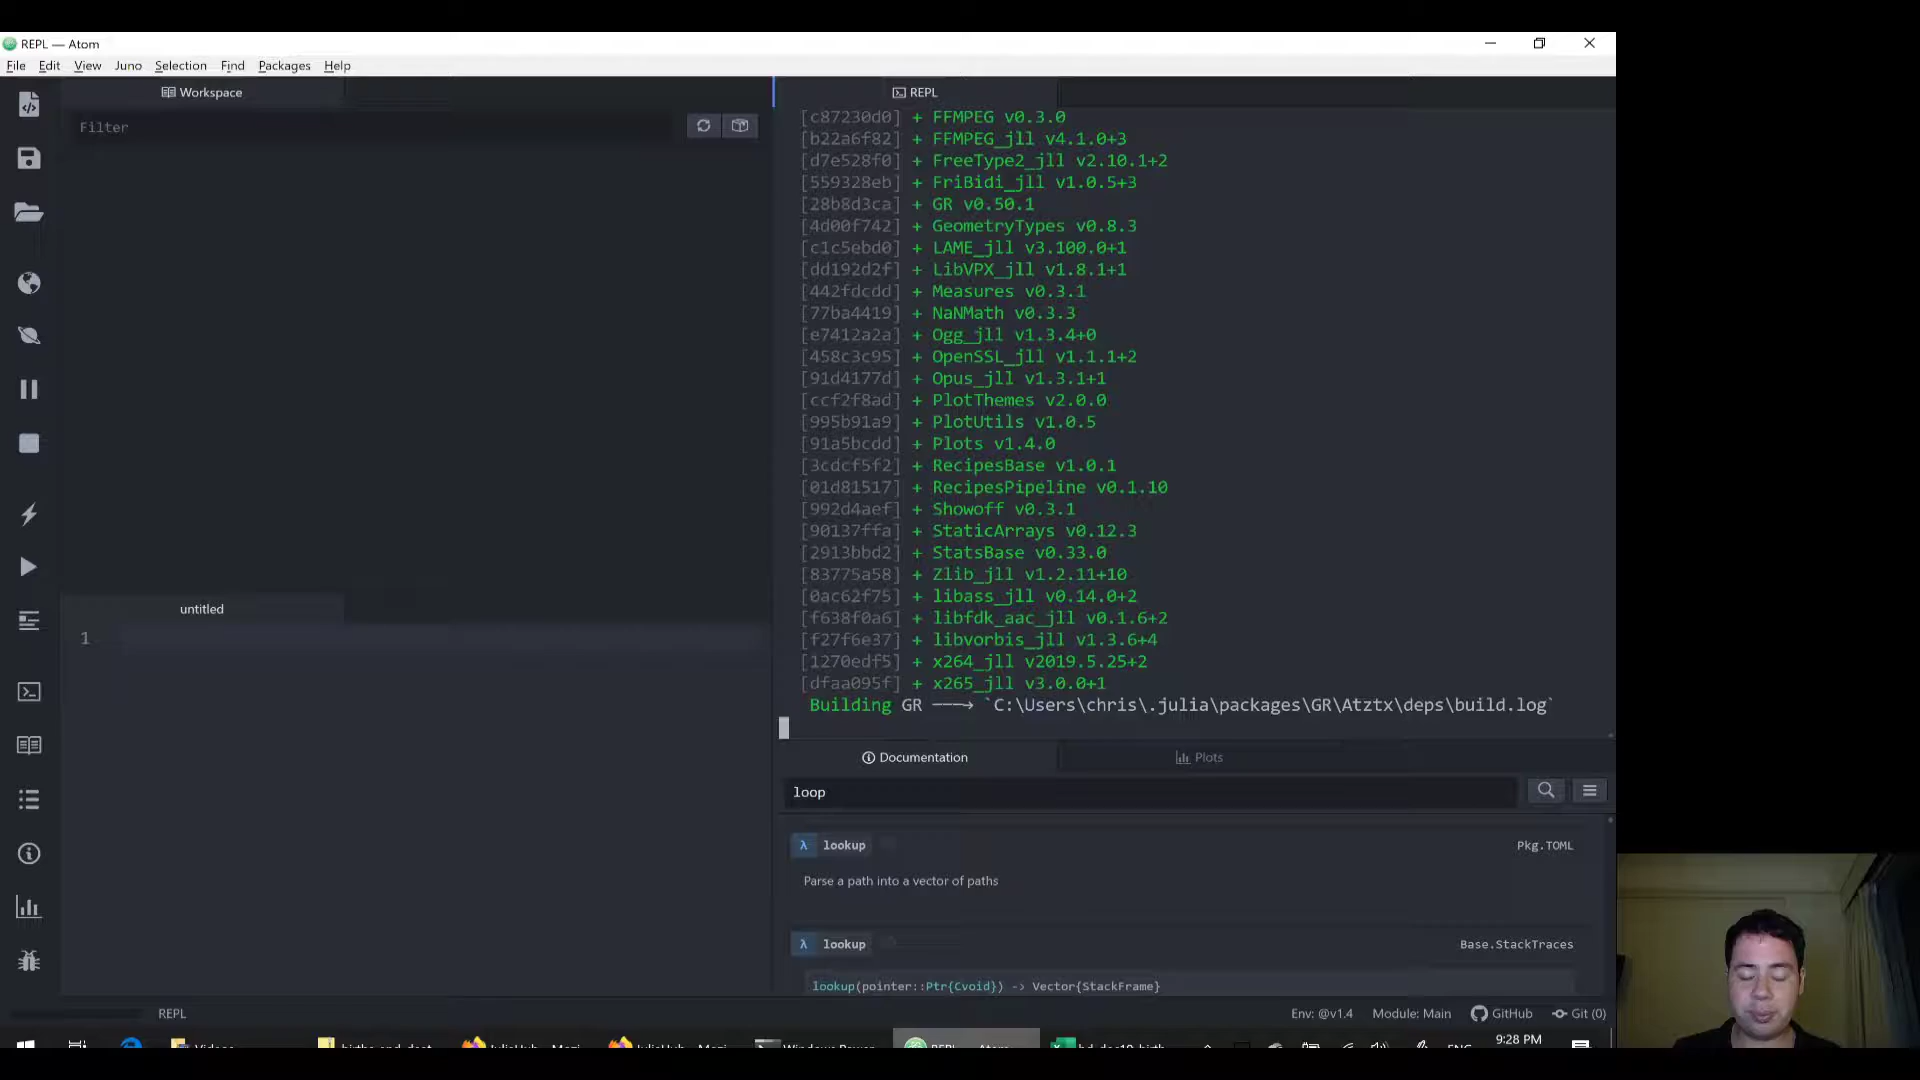 REPL — Atom
File Edit View Juno Selection Find Packages Help
Workspace
Filter
untitled
1
REPL
[c87230d0] + FFMPEG v0.3.0
[b22a6f82] + FFMPEG_jll v4.1.0+3
[d7e528f0] + FreeType2_jll v2.10.1+2
[559328eb] + FriBidi_jll v1.0.5+3
[28b8d3ca] + GR v0.50.1
[4d00f742] + GeometryTypes v0.8.3
[c1c5ebd0] + LAME_jll v3.100.0+1
[dd192d2f] + LibVPX_jll v1.8.1+1
[442fdcdd] + Measures v0.3.1
[77ba4419] + NaNMath v0.3.3
[e7412a2a] + Ogg_jll v1.3.4+0
[458c3c95] + OpenSSL_jll v1.1.1+2
[91d4177d] + Opus_jll v1.3.1+1
[ccf2f8ad] + PlotThemes v2.0.0
[995b91a9] + PlotUtils v1.0.5
[91a5bcdd] + Plots v1.4.0
[3cdcf5f2] + RecipesBase v1.0.1
[01d81517] + RecipesPipeline v0.1.10
[992d4aef] + Showoff v0.3.1
[90137ffa] + StaticArrays v0.12.3
[2913bbd2] + StatsBase v0.33.0
[83775a58] + Zlib_jll v1.2.11+10
[0ac62f75] + libass_jll v0.14.0+2
[f638f0a6] + libfdk_aac_jll v0.1.6+2
[f27f6e37] + libvorbis_jll v1.3.6+4
[1270edf5] + x264_jll v2019.5.25+2
[dfaa095f] + x265_jll v3.0.0+1
Building GR ───→ `C:\Users\chris\.julia\packages\GR\Atztx\deps\build.log`
Documentation Plots
loop
λ lookup Pkg.TOML
Parse a path into a vector of paths
λ lookup Base.StackTraces
lookup(pointer::Ptr{Cvoid}) -> Vector{StackFrame}
REPL Env: @v1.4 Module: Main GitHub Git (0)
9:28 PM